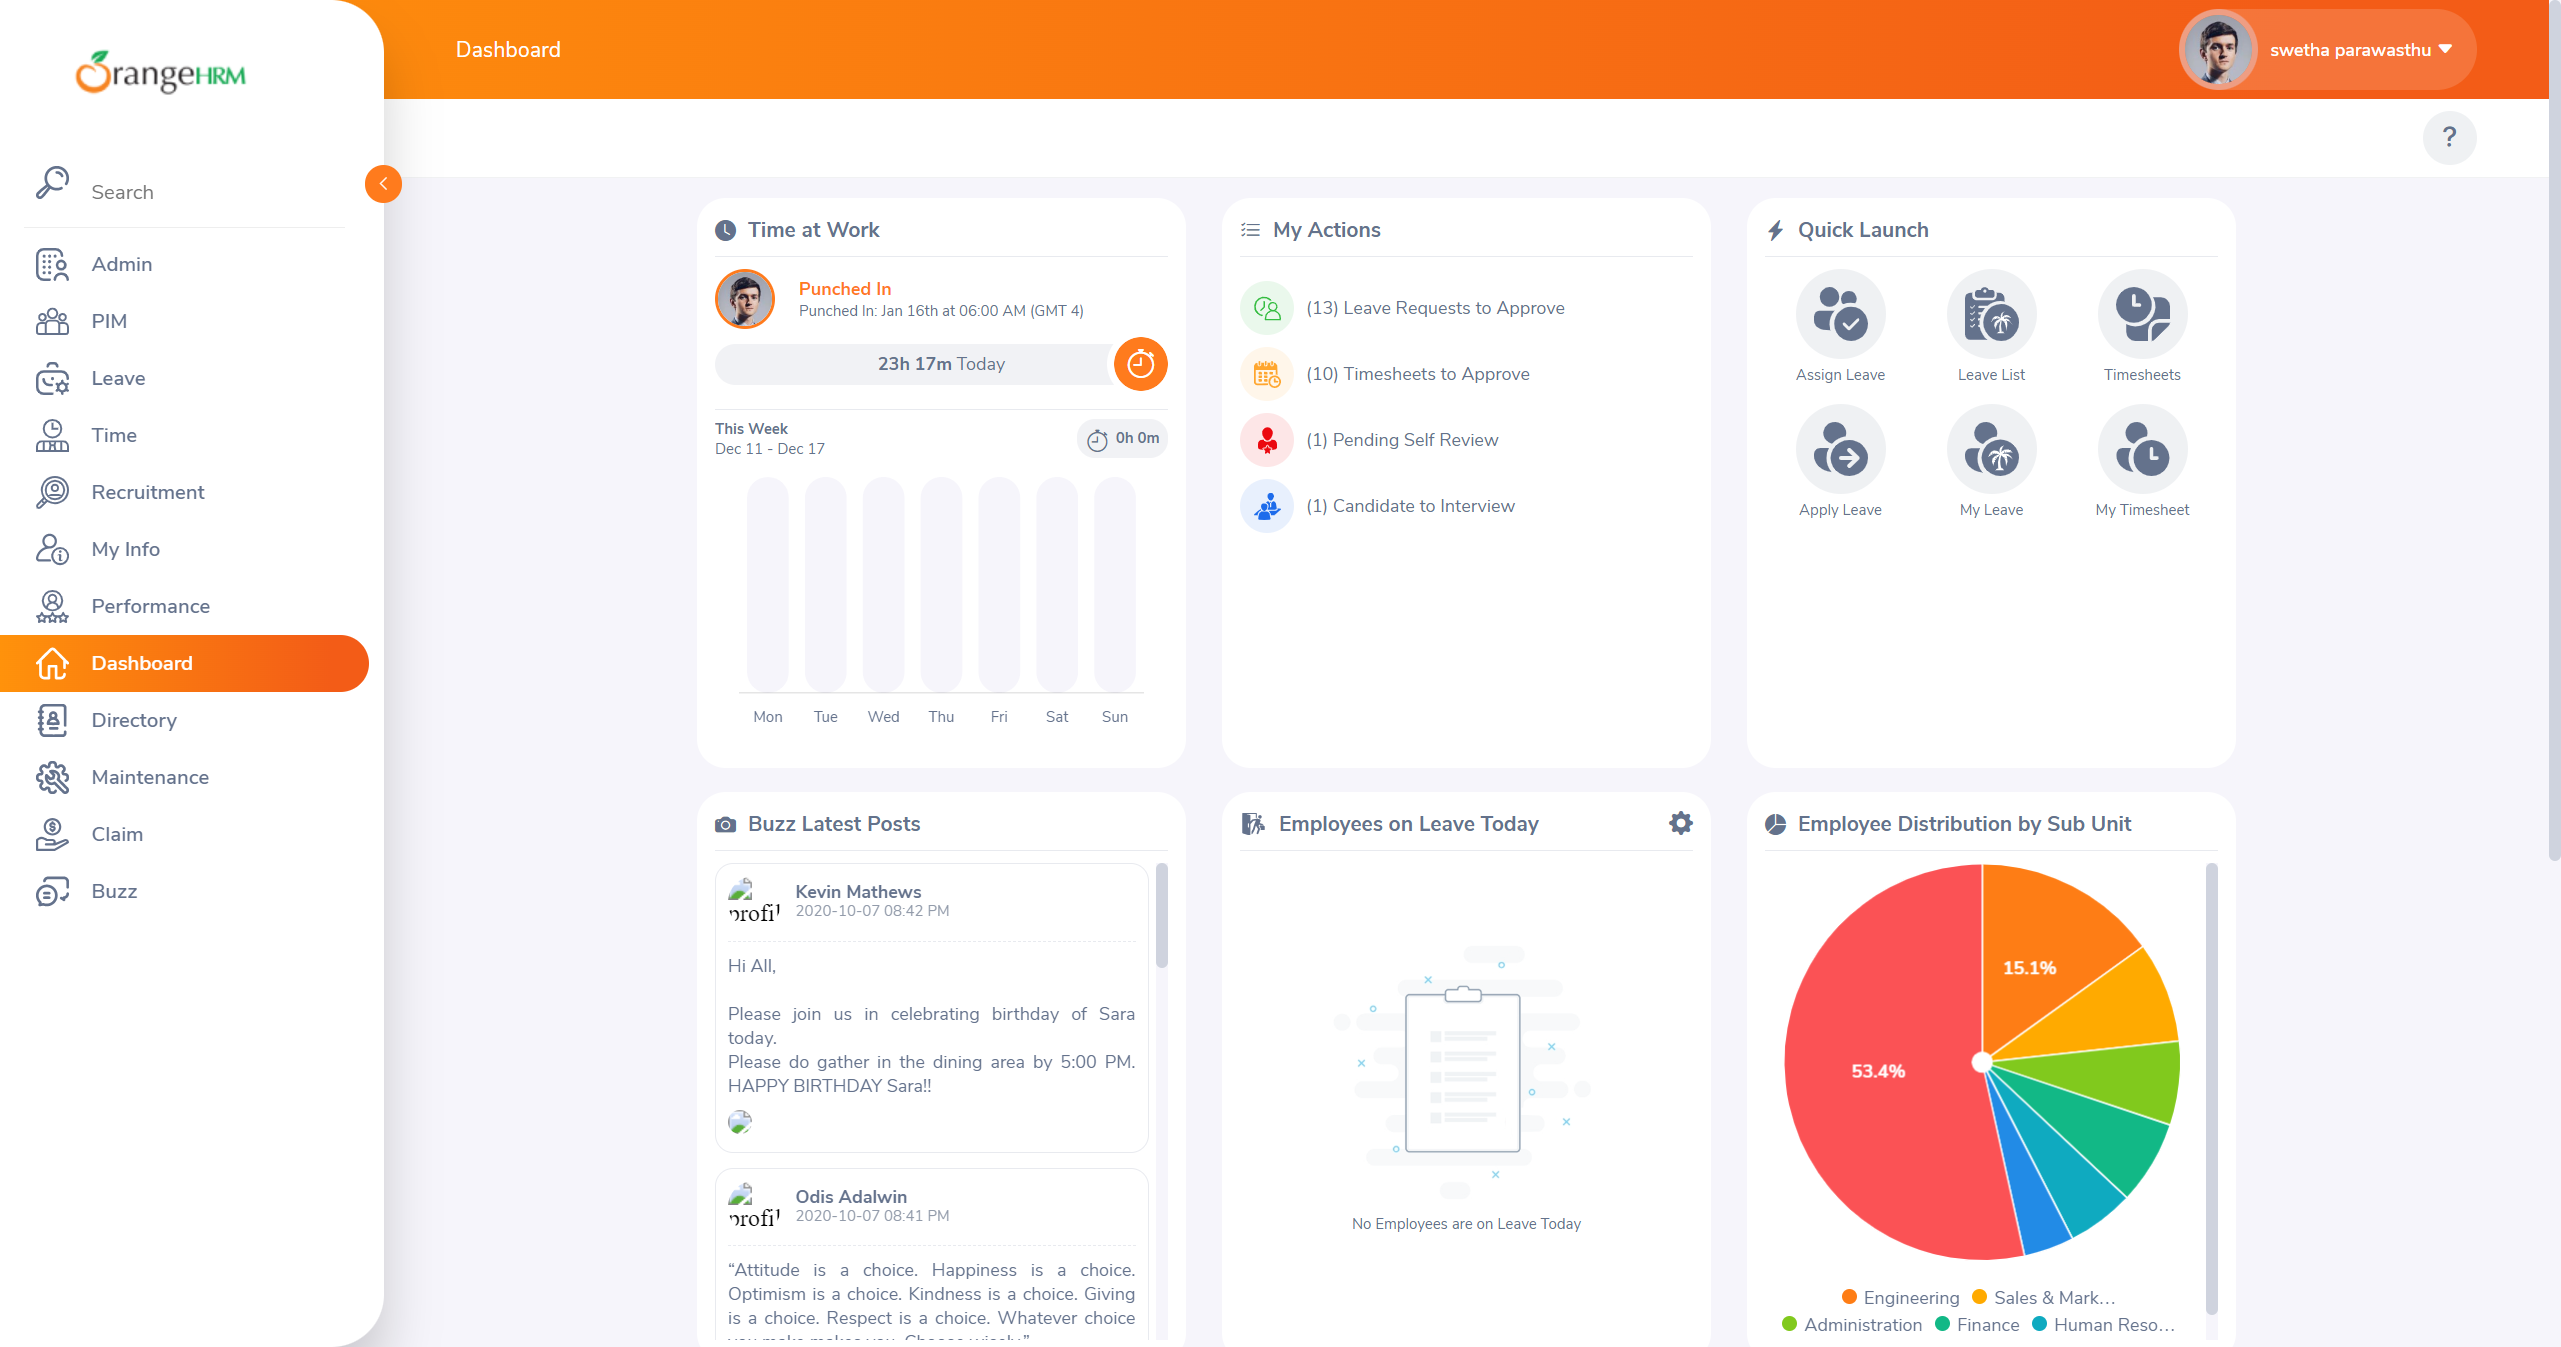 OrangeHRM
Dashboard
swetha parawasthu
?
Search
Admin
PIM
Leave
Time
Recruitment
My Info
Performance
Dashboard
Directory
Maintenance
Claim
Buzz
Time at Work
Punched In
Punched In: Jan 16th at 06:00 AM (GMT 4)
23h 17m Today
This Week
Dec 11 - Dec 17
0h 0m
Mon Tue Wed Thu Fri Sat Sun
My Actions
(13) Leave Requests to Approve
(10) Timesheets to Approve
(1) Pending Self Review
(1) Candidate to Interview
Quick Launch
Assign Leave Leave List Timesheets
Apply Leave My Leave My Timesheet
Buzz Latest Posts
Kevin Mathews
2020-10-07 08:42 PM
Hi All,
Please join us in celebrating birthday of Sara
today.
Please do gather in the dining area by 5:00 PM.
HAPPY BIRTHDAY Sara!!
Odis Adalwin
2020-10-07 08:41 PM
“Attitude is a choice. Happiness is a choice.
Optimism is a choice. Kindness is a choice. Giving
is a choice. Respect is a choice. Whatever choice
Employees on Leave Today
No Employees are on Leave Today
Employee Distribution by Sub Unit
15.1%
53.4%
Engineering Sales & Mark...
Administration Finance Human Reso...